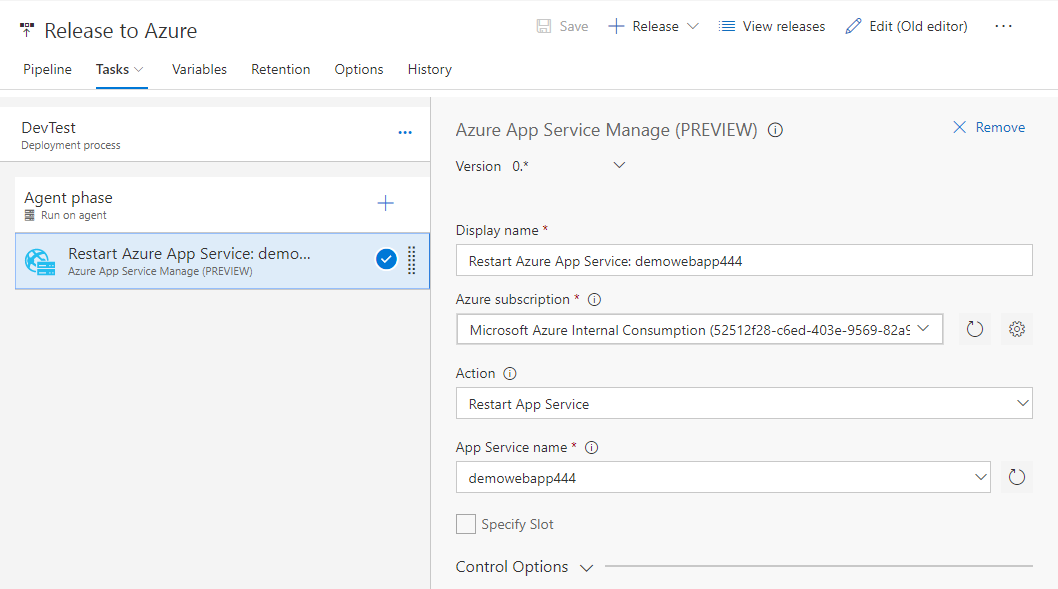 Release to Azure
Save
Release
View releases
Edit (Old editor)
...
Pipeline
Tasks
Variables
Retention
Options
History
DevTest
Deployment process
...
Agent phase
Run on agent
Restart Azure App Service: demo...
Azure App Service Manage (PREVIEW)
Azure App Service Manage (PREVIEW)
Remove
Version 0.*
Display name *
Restart Azure App Service: demowebapp444
Azure subscription *
Microsoft Azure Internal Consumption (52512f28-c6ed-403e-9569-82a9
Action
Restart App Service
App Service name *
demowebapp444
Specify Slot
Control Options